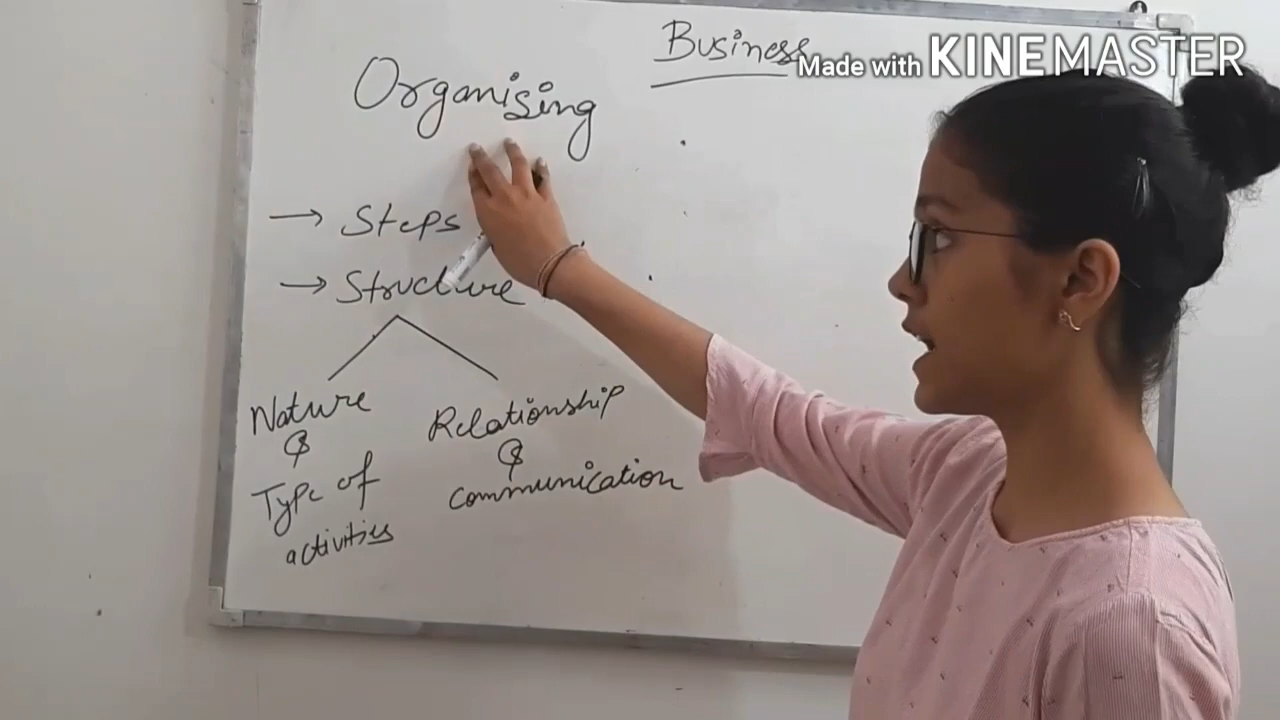 Business
Made with KINEMASTER
Organising
→ Steps
→ Structure
Nature
&
Type of
activities
Relationship
&
communication